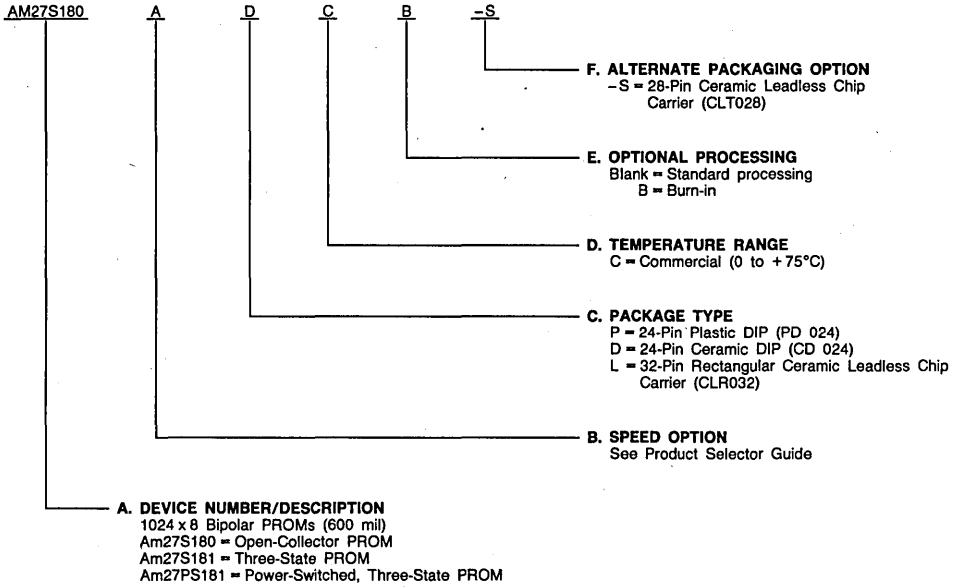 AM27S180 A D C B -S
F. ALTERNATE PACKAGING OPTION
-S = 28-Pin Ceramic Leadless Chip
Carrier (CLT028)
E. OPTIONAL PROCESSING
Blank = Standard processing
B = Burn-in
D. TEMPERATURE RANGE
C = Commercial (0 to +75°C)
C. PACKAGE TYPE
P = 24-Pin Plastic DIP (PD 024)
D = 24-Pin Ceramic DIP (CD 024)
L = 32-Pin Rectangular Ceramic Leadless Chip
Carrier (CLR032)
B. SPEED OPTION
See Product Selector Guide
A. DEVICE NUMBER/DESCRIPTION
1024 x 8 Bipolar PROMs (600 mil)
Am27S180 = Open-Collector PROM
Am27S181 = Three-State PROM
Am27PS181 = Power-Switched, Three-State PROM